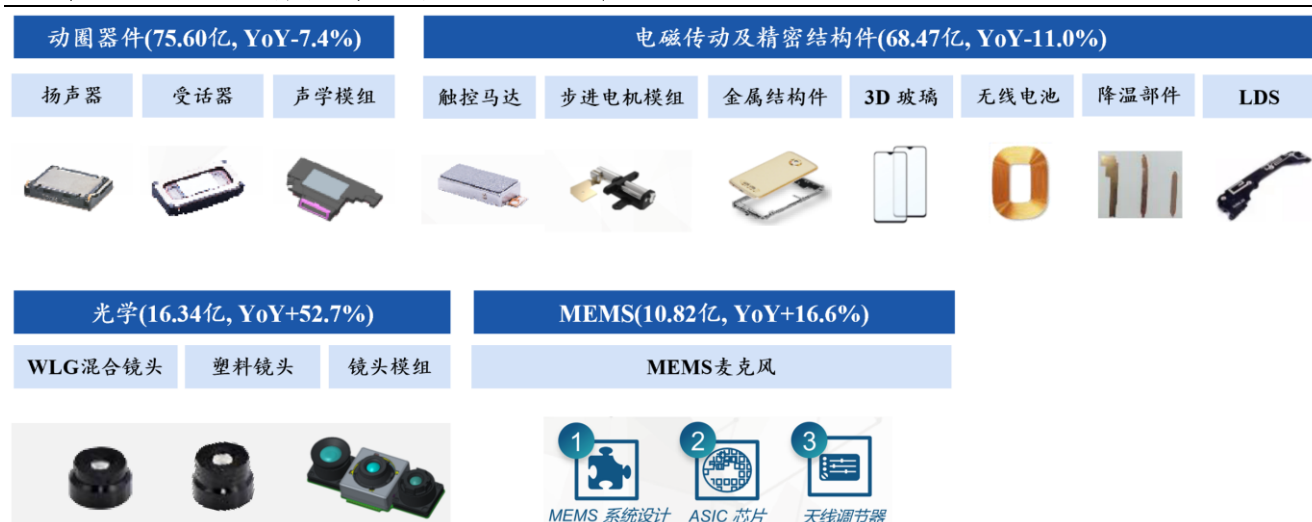 动圈器件(75.60亿, YoY-7.4%)
电磁传动及精密结构件(68.47亿, YoY-11.0%)
扬声器 受话器 声学模组 触控马达 步进电机模组 金属结构件 3D 玻璃 无线电池 降温部件 LDS
光学(16.34亿, YoY+52.7%)
MEMS(10.82亿, YoY+16.6%)
WLG混合镜头 塑料镜头 镜头模组 MEMS麦克风
1 2 3
MEMS 系统设计 ASIC 芯片 天线调节器